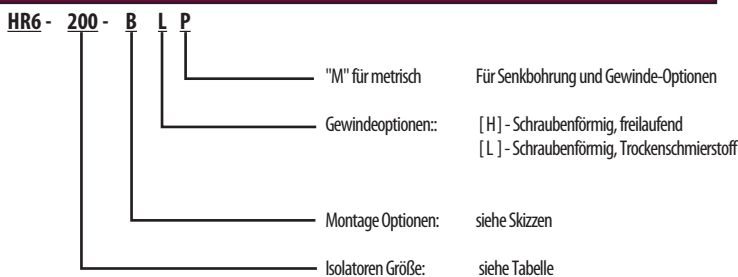 HR6 - 200 - B L P
"M" für metrisch Für Senkbohrung und Gewinde-Optionen
Gewindeoptionen:: [ H ] - Schraubenförmig, freilaufend
[ L ] - Schraubenförmig, Trockenschmierstoff
Montage Optionen: siehe Skizzen
Isolatoren Größe: siehe Tabelle